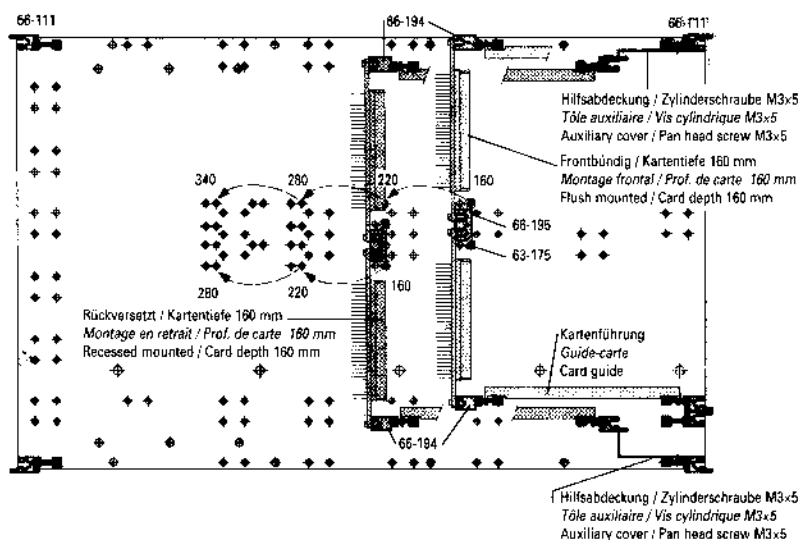 66-111
66-194
66-111
Hilfsabdeckung / Zylinderschraube M3x5
Tôle auxiliaire / Vis cylindrique M3x5
Auxiliary cover / Pan head screw M3x5
Frontbündig / Kartentiefe 160 mm
Montage frontal / Prof. de carte 160 mm
Flush mounted / Card depth 160 mm
340
280
220
160
66-195
63-175
280
220
160
Rückversetzt / Kartentiefe 160 mm
Montage en retrait / Prof. de carte 160 mm
Recessed mounted / Card depth 160 mm
Kartenführung
Guide-carte
Card guide
66-194
Hilfsabdeckung / Zylinderschraube M3x5
Tôle auxiliaire / Vis cylindrique M3x5
Auxiliary cover / Pan head screw M3x5